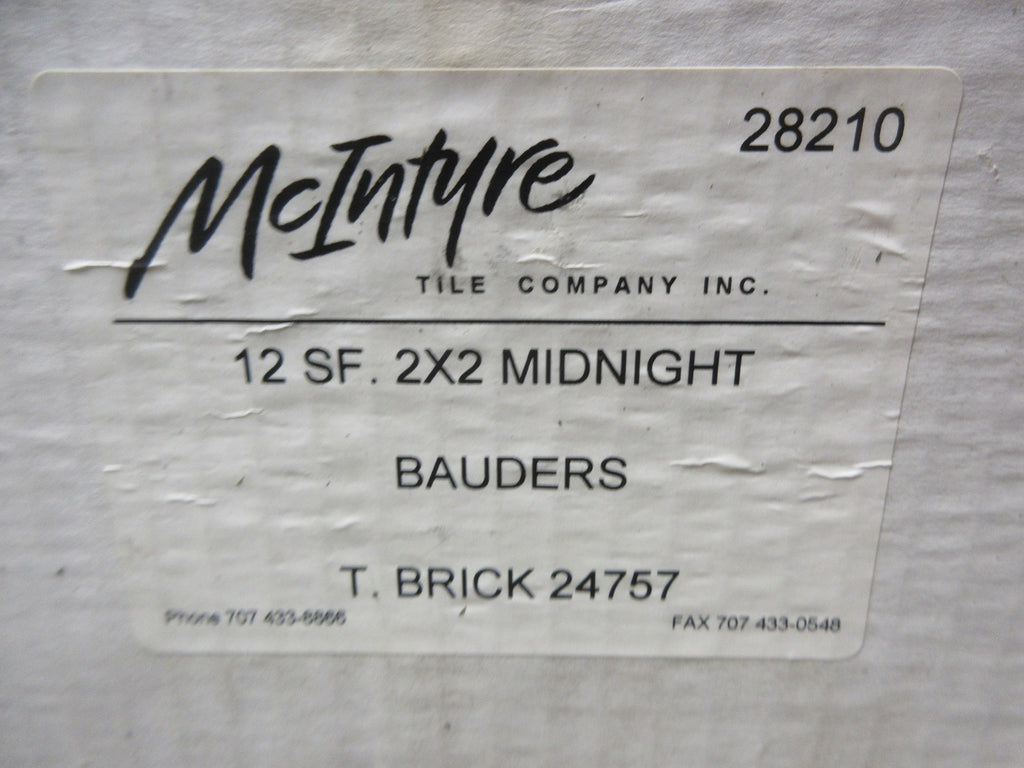 28210
McIntyre
TILE COMPANY INC.
12 SF. 2X2 MIDNIGHT
BAUDERS
T. BRICK 24757
Phone 707 433-8866
FAX 707 433-0548